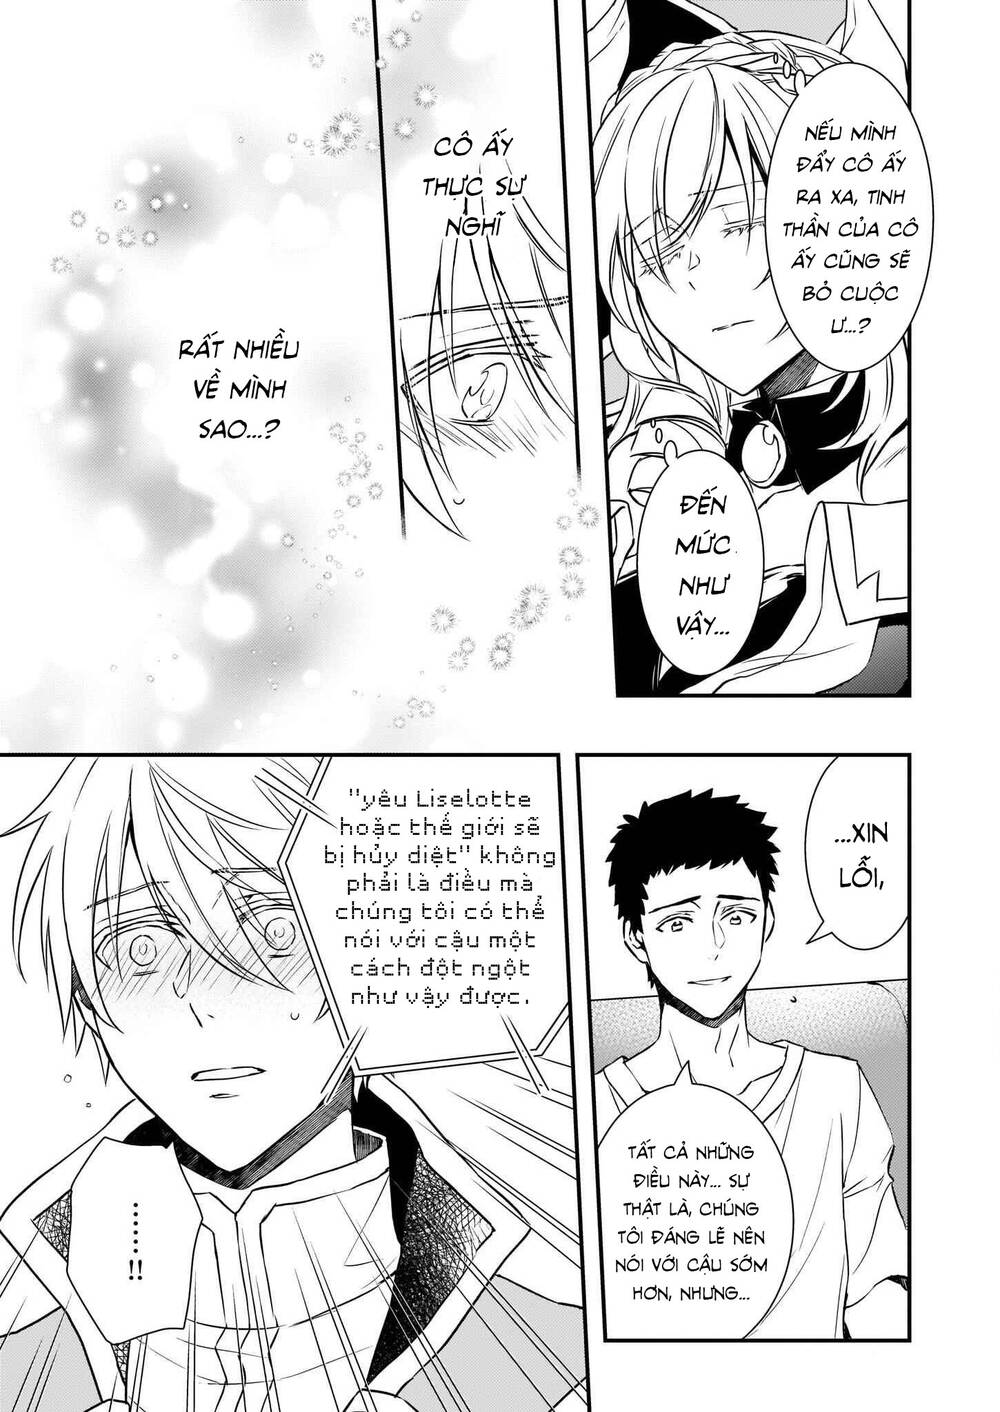 NẾU MÌNH
ĐẨY CÔ ẤY
RA XA, TINH
THẦN CỦA CÔ
ẤY CŨNG SẼ
BỎ CUỘC
Ư...?
ĐẾN
MỨC
NHƯ
VẬY...
CÔ ẤY
THỰC SỰ
NGHĨ
RẤT NHIỀU
VỀ MÌNH
SAO...?
...XIN
LỖI,
TẤT CẢ NHỮNG
ĐIỀU NÀY... SỰ
THẬT LÀ, CHÚNG
TÔI ĐÁNG LẼ NÊN
NÓI VỚI CẬU SỚM
HƠN, NHƯNG...
"yêu Liselotte
hoặc thế giới sẽ
bị hủy diệt" không
phải là điều mà
chúng tôi có thể
nói với cậu một
cách đột ngột
như vậy được.
......!!